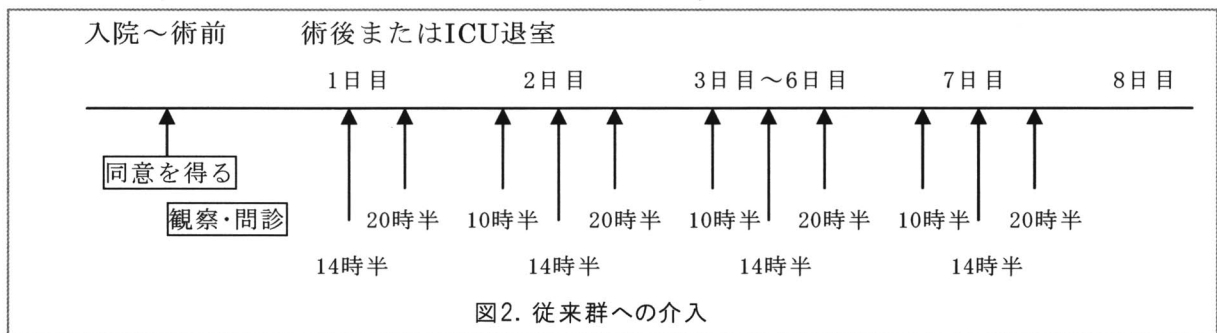 入院～術前 術後またはICU退室
1日目 2日目 3日目～6日目 7日目 8日目
同意を得る
観察・問診 20時半 10時半 20時半 10時半 20時半 10時半 20時半
14時半 14時半 14時半 14時半
図2. 従来群への介入